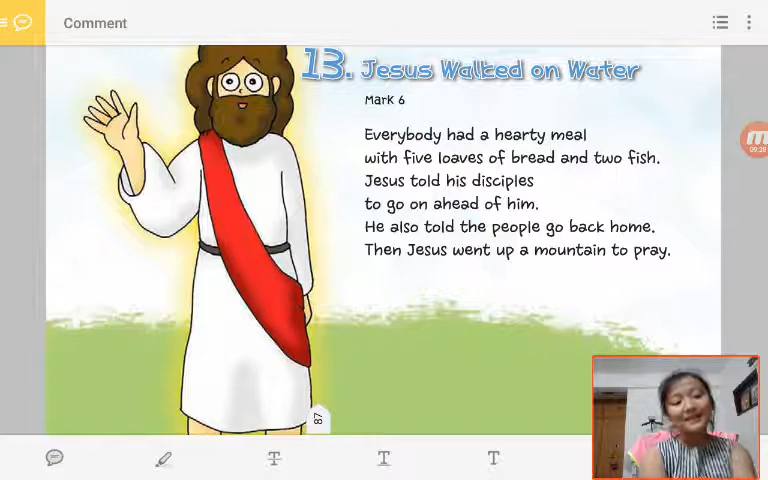 Comment
13. Jesus Walked on Water
Mark 6
Everybody had a hearty meal
with five loaves of bread and two fish.
Jesus told his disciples
to go on ahead of him.
He also told the people go back home.
Then Jesus went up a mountain to pray.
09:28
87
T
T
T